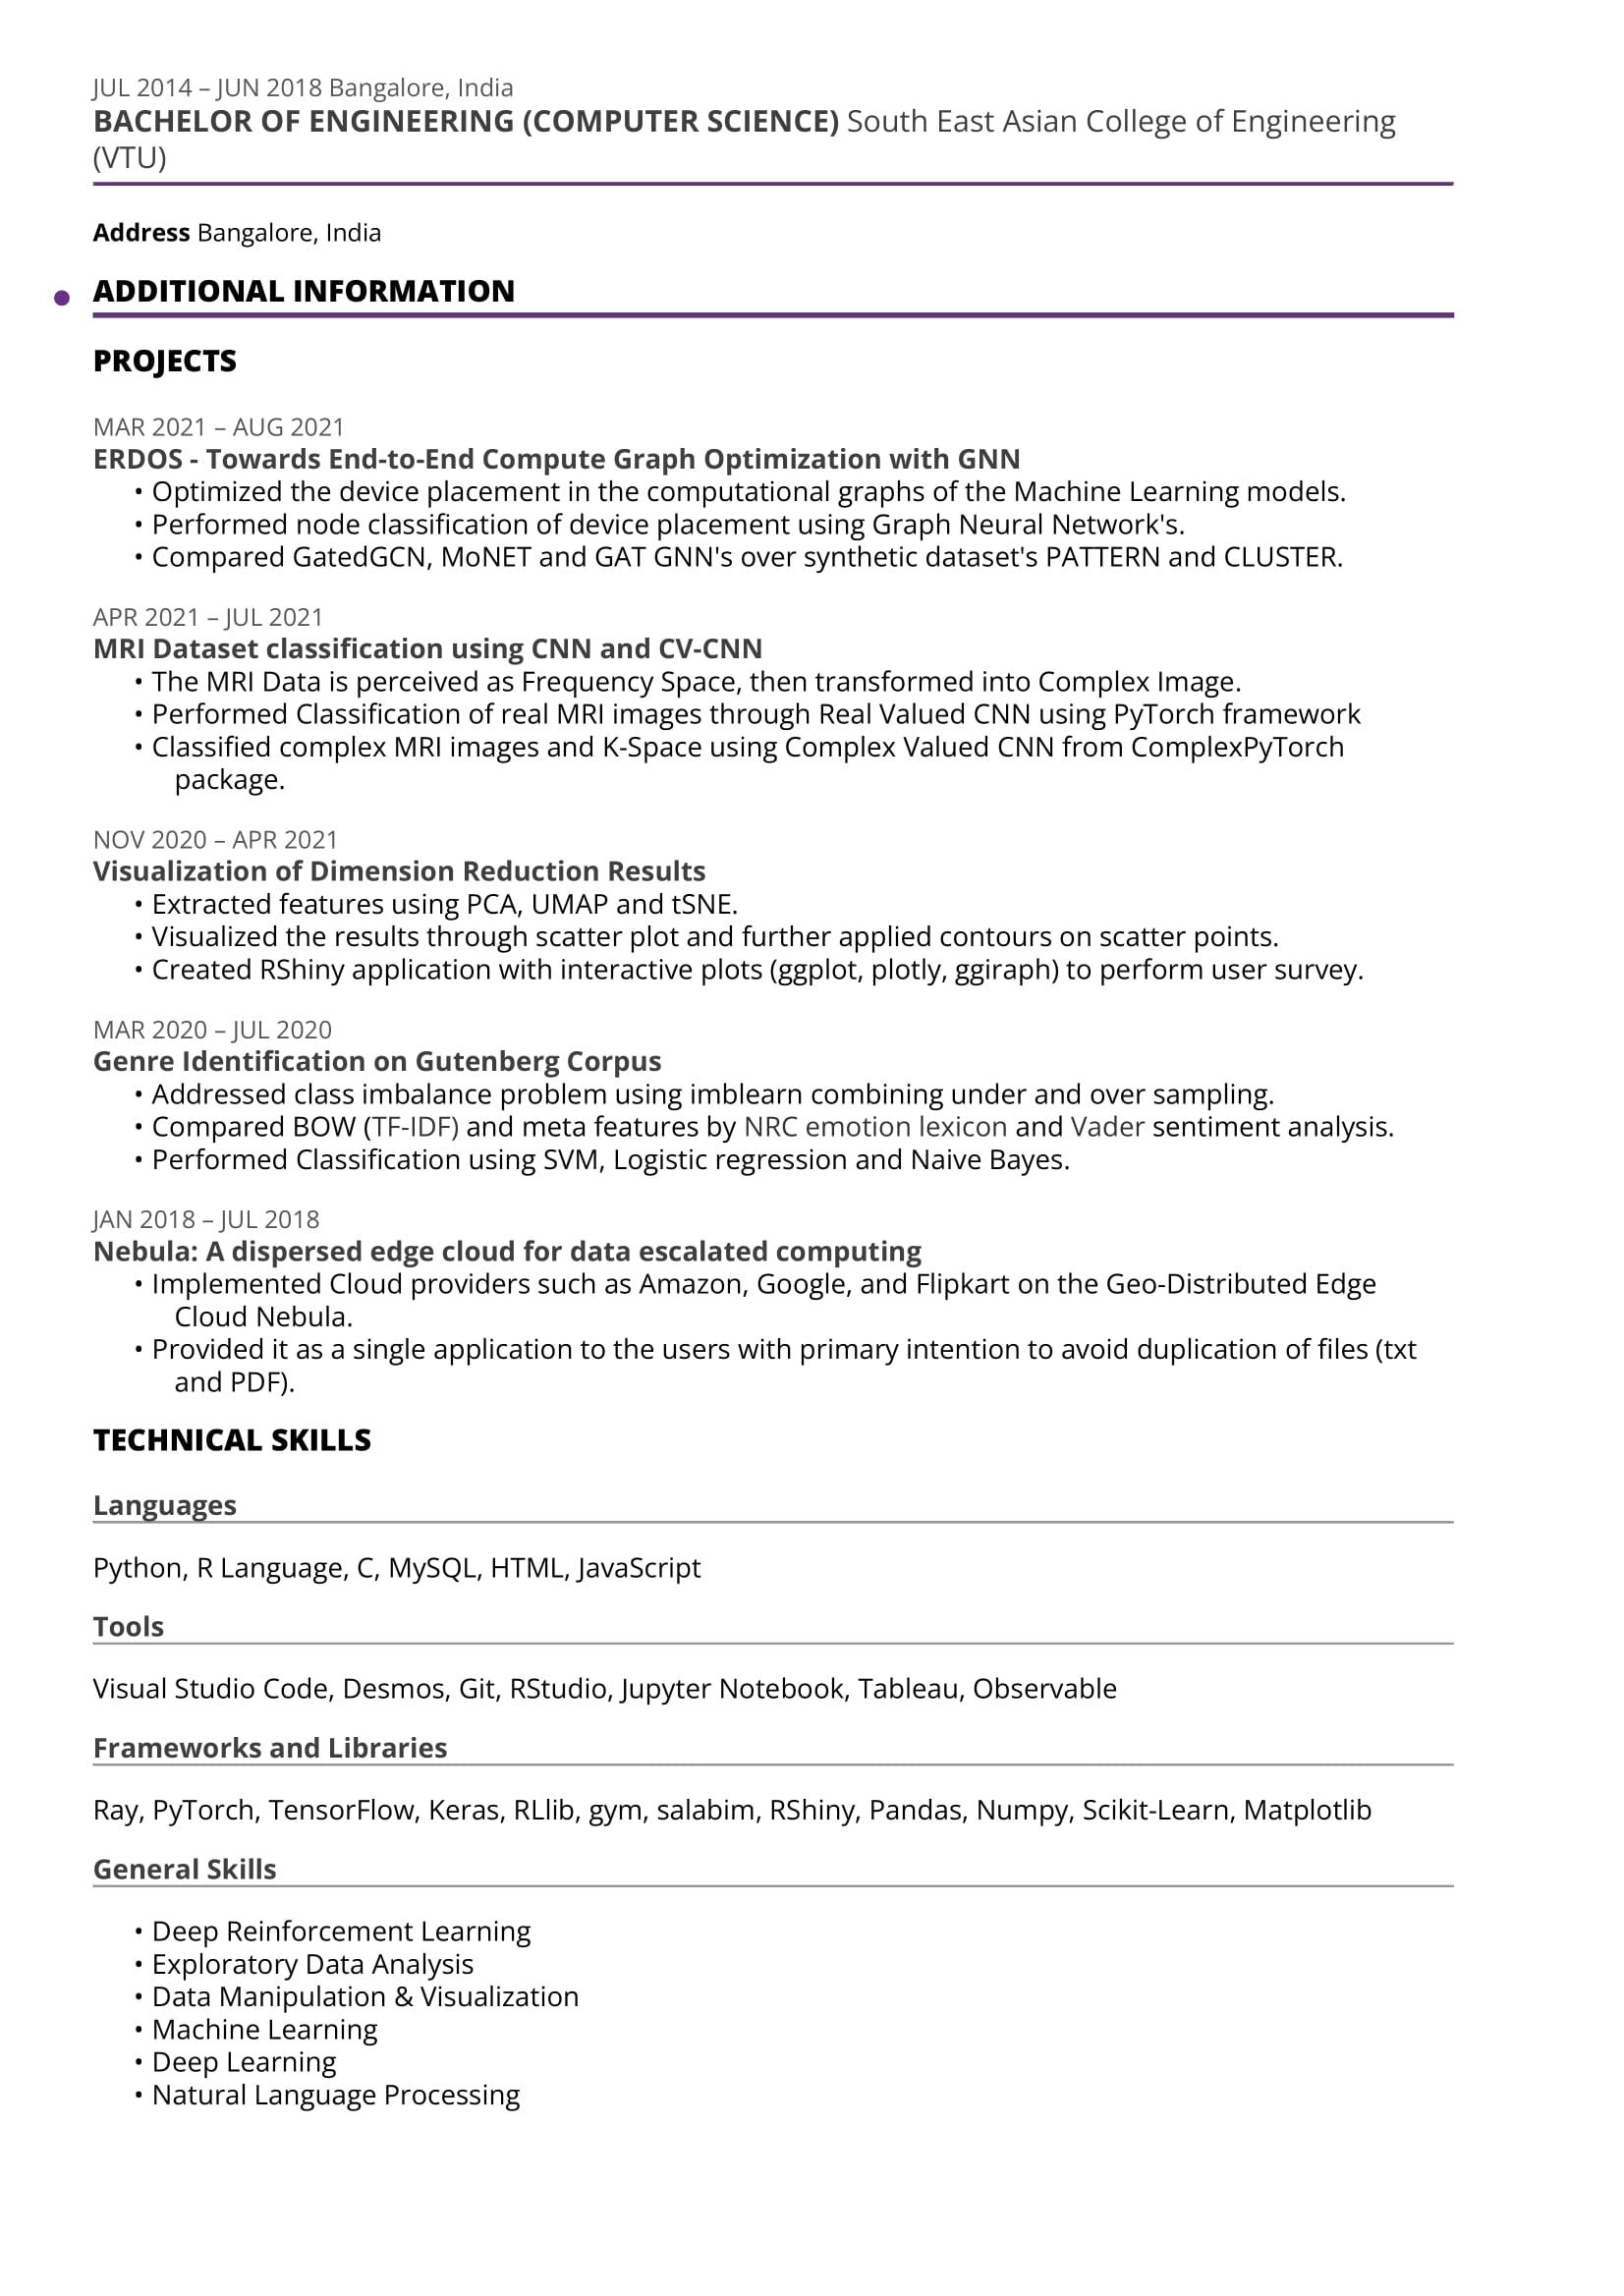 JUL 2014 – JUN 2018 Bangalore, India
BACHELOR OF ENGINEERING (COMPUTER SCIENCE) South East Asian College of Engineering
(VTU)
Address Bangalore, India
ADDITIONAL INFORMATION
PROJECTS
MAR 2021 – AUG 2021
ERDOS - Towards End-to-End Compute Graph Optimization with GNN
• Optimized the device placement in the computational graphs of the Machine Learning models.
• Performed node classification of device placement using Graph Neural Network's.
• Compared GatedGCN, MoNET and GAT GNN's over synthetic dataset's PATTERN and CLUSTER.
APR 2021 – JUL 2021
MRI Dataset classification using CNN and CV-CNN
• The MRI Data is perceived as Frequency Space, then transformed into Complex Image.
• Performed Classification of real MRI images through Real Valued CNN using PyTorch framework
• Classified complex MRI images and K-Space using Complex Valued CNN from ComplexPyTorch
package.
NOV 2020 – APR 2021
Visualization of Dimension Reduction Results
• Extracted features using PCA, UMAP and tSNE.
• Visualized the results through scatter plot and further applied contours on scatter points.
• Created RShiny application with interactive plots (ggplot, plotly, ggiraph) to perform user survey.
MAR 2020 – JUL 2020
Genre Identification on Gutenberg Corpus
• Addressed class imbalance problem using imblearn combining under and over sampling.
• Compared BOW (TF-IDF) and meta features by NRC emotion lexicon and Vader sentiment analysis.
• Performed Classification using SVM, Logistic regression and Naive Bayes.
JAN 2018 – JUL 2018
Nebula: A dispersed edge cloud for data escalated computing
• Implemented Cloud providers such as Amazon, Google, and Flipkart on the Geo-Distributed Edge
Cloud Nebula.
• Provided it as a single application to the users with primary intention to avoid duplication of files (txt
and PDF).
TECHNICAL SKILLS
Languages
Python, R Language, C, MySQL, HTML, JavaScript
Tools
Visual Studio Code, Desmos, Git, RStudio, Jupyter Notebook, Tableau, Observable
Frameworks and Libraries
Ray, PyTorch, TensorFlow, Keras, RLlib, gym, salabim, RShiny, Pandas, Numpy, Scikit-Learn, Matplotlib
General Skills
• Deep Reinforcement Learning
• Exploratory Data Analysis
• Data Manipulation & Visualization
• Machine Learning
• Deep Learning
• Natural Language Processing